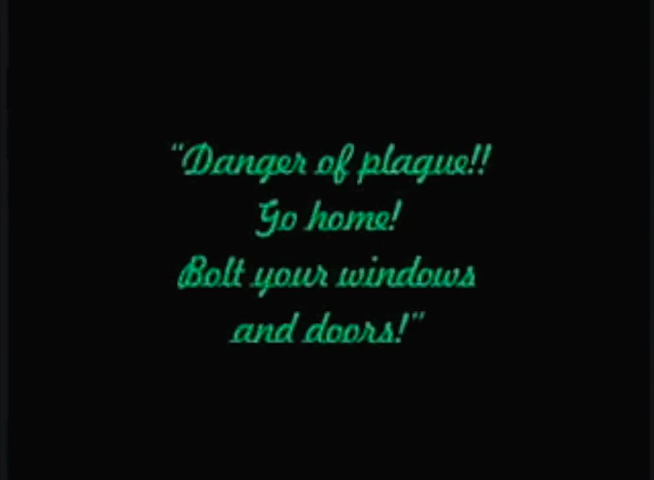 "Danger of plague!!
Go home!
Bolt your windows
and doors!"